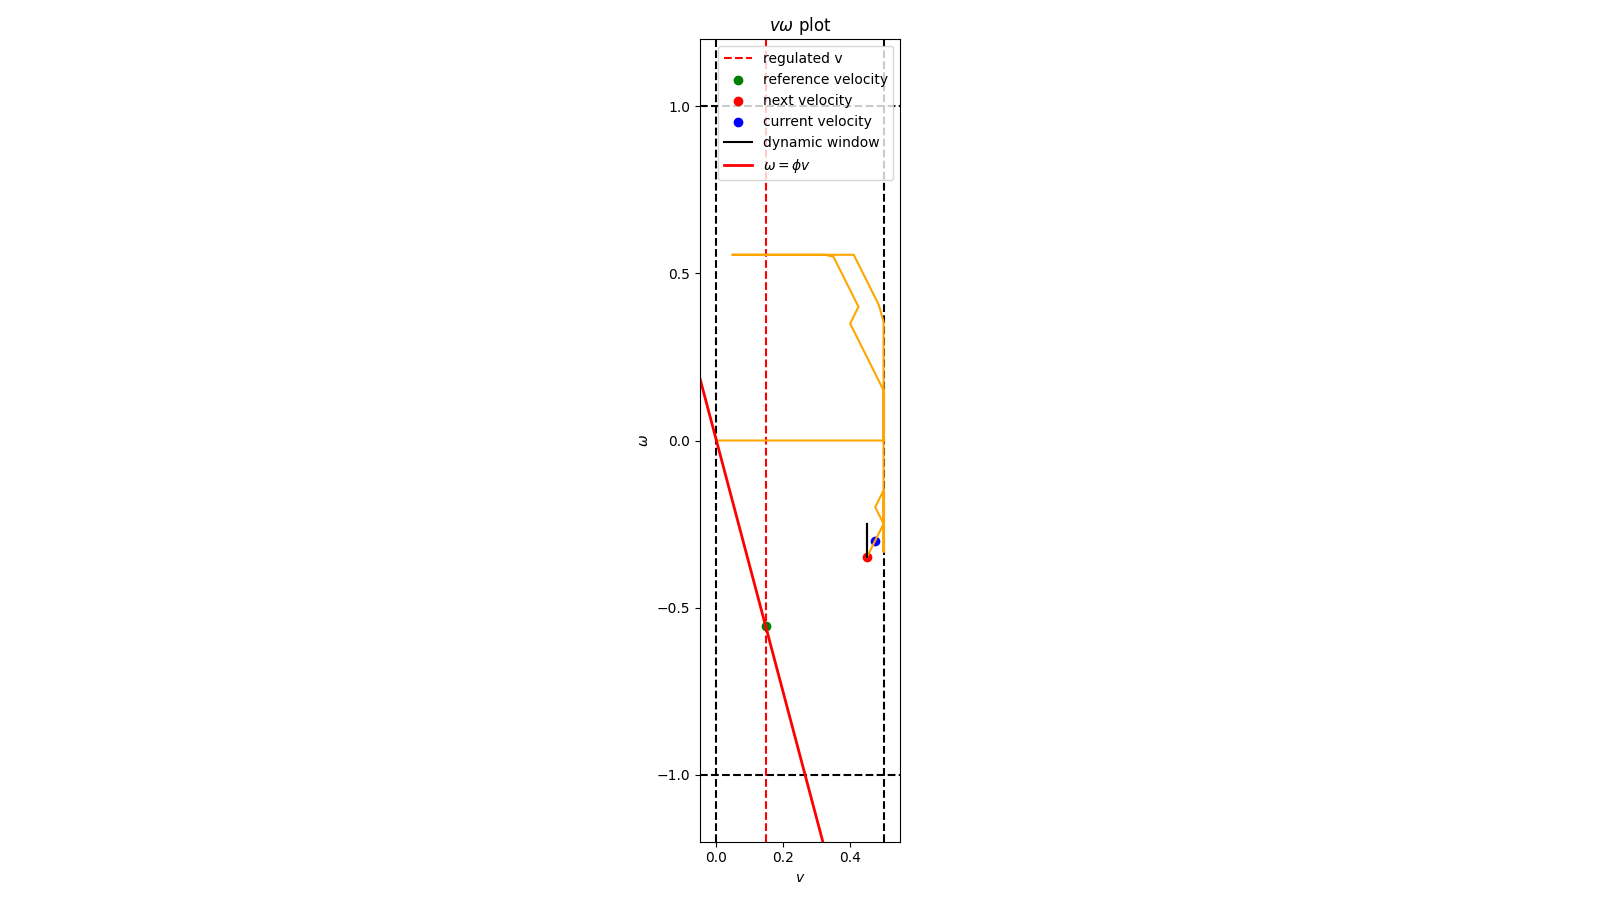 vω plot
regulated v
reference velocity
next velocity
current velocity
dynamic window
ω = ϕv
1.0
0.5
0.0
−0.5
−1.0
ω
0.0 0.2 0.4
v